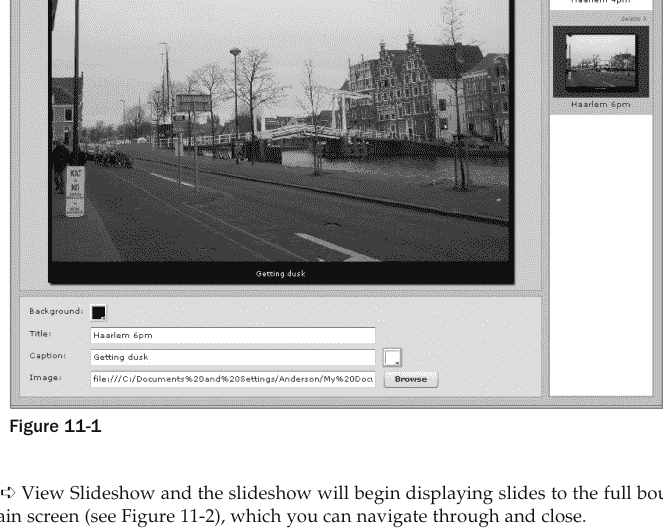 Haarlem 4pm
Delete X
Haarlem 6pm
Getting dusk
Background:
Title:
Haarlem 6pm
Caption:
Getting dusk
Image:
file:///C:/Documents%20and%20Settings/Anderson/My%20Docu
Browse
Figure 11-1
➪ View Slideshow and the slideshow will begin displaying slides to the full bou
ain screen (see Figure 11-2), which you can navigate through and close.